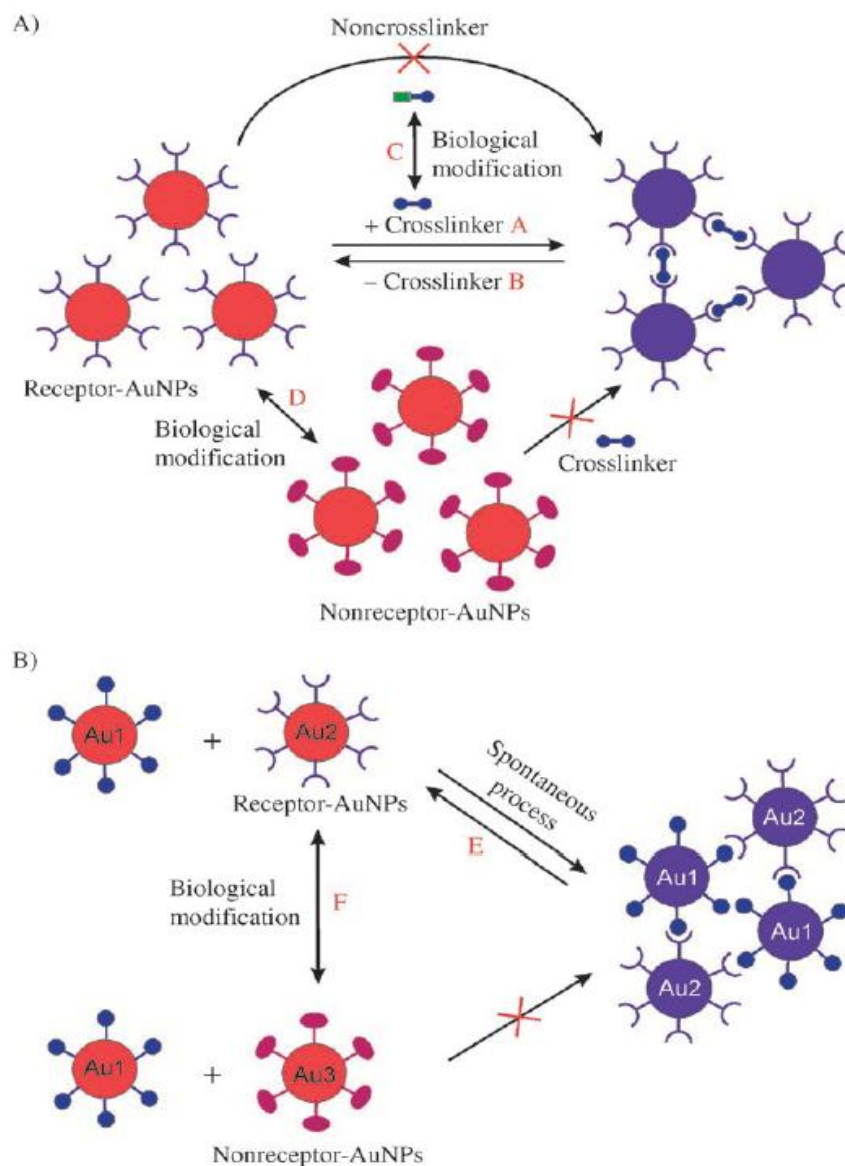 A)
Noncrosslinker
C
Biological
modification
+ Crosslinker A
– Crosslinker B
Receptor-AuNPs
D
Biological
modification
Crosslinker
Nonreceptor-AuNPs
B)
Au1
+
Au2
Receptor-AuNPs
Spontaneous
process
E
Au2
Au1
Au1
Au2
Biological
modification
F
Au1
+
Au3
Nonreceptor-AuNPs